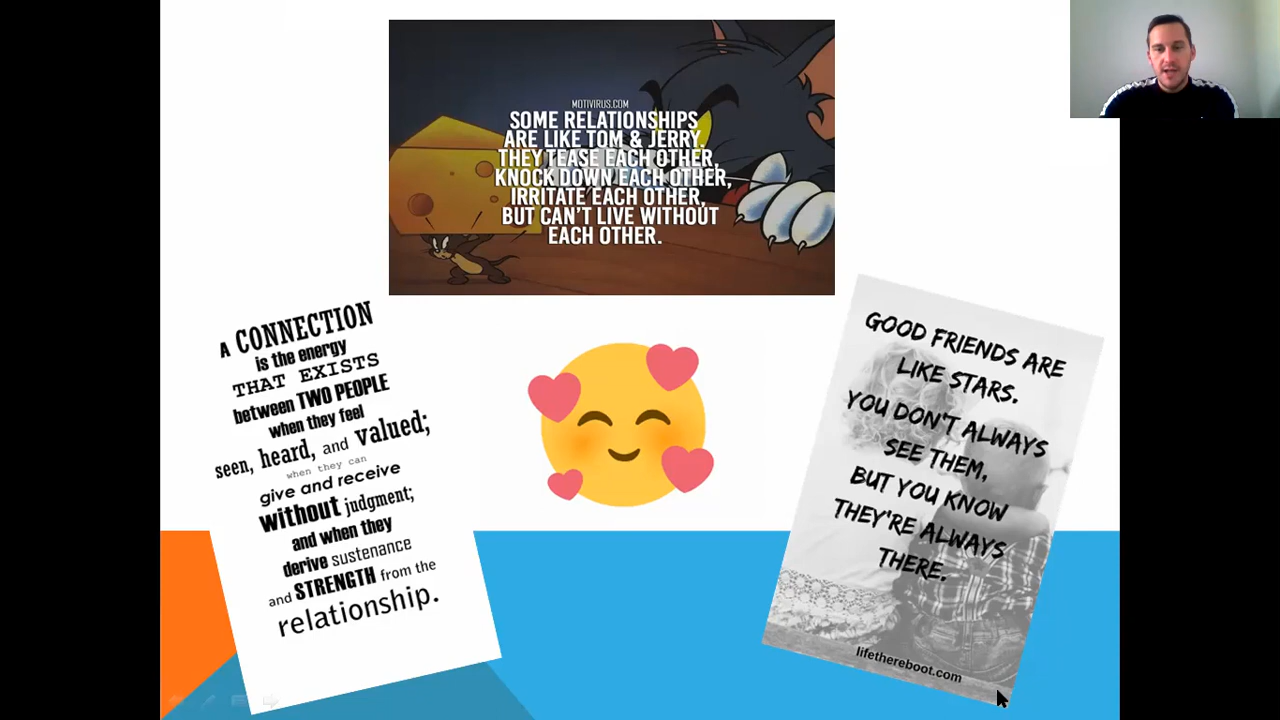 MOTIVIRUS.COM
SOME RELATIONSHIPS
ARE LIKE TOM & JERRY.
THEY TEASE EACH OTHER,
KNOCK DOWN EACH OTHER,
IRRITATE EACH OTHER,
BUT CAN'T LIVE WITHOUT
EACH OTHER.
A CONNECTION
is the energy
THAT EXISTS
between TWO PEOPLE
when they feel
seen, heard, and valued;
when they can
give and receive
without judgment;
and when they
derive sustenance
and STRENGTH from the
relationship.
GOOD FRIENDS ARE
LIKE STARS.
YOU DON'T ALWAYS
SEE THEM,
BUT YOU KNOW
THEY'RE ALWAYS
THERE.
lifethereboot.com